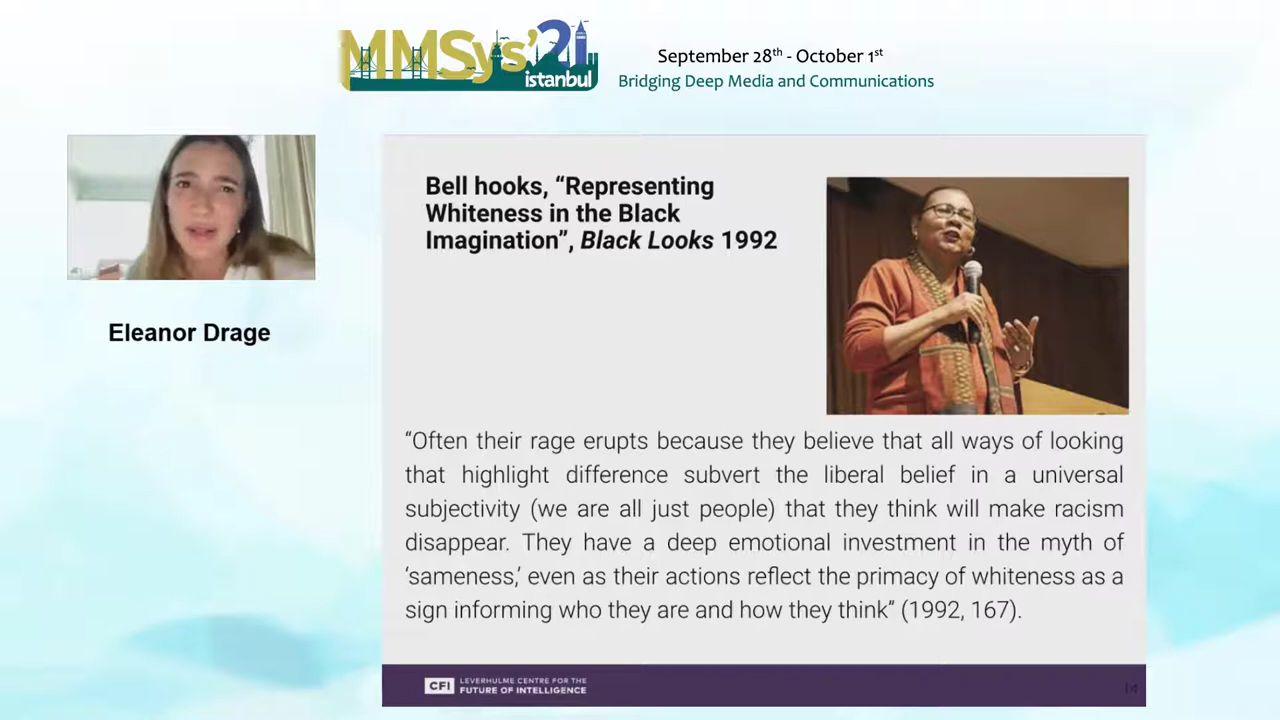 MMSys'21
istanbul
September 28th - October 1st
Bridging Deep Media and Communications
Eleanor Drage
Bell hooks, “Representing
Whiteness in the Black
Imagination”, Black Looks 1992
“Often their rage erupts because they believe that all ways of looking
that highlight difference subvert the liberal belief in a universal
subjectivity (we are all just people) that they think will make racism
disappear. They have a deep emotional investment in the myth of
‘sameness,’ even as their actions reflect the primacy of whiteness as a
sign informing who they are and how they think” (1992, 167).
CFI
LEVERHULME CENTRE FOR THE
FUTURE OF INTELLIGENCE